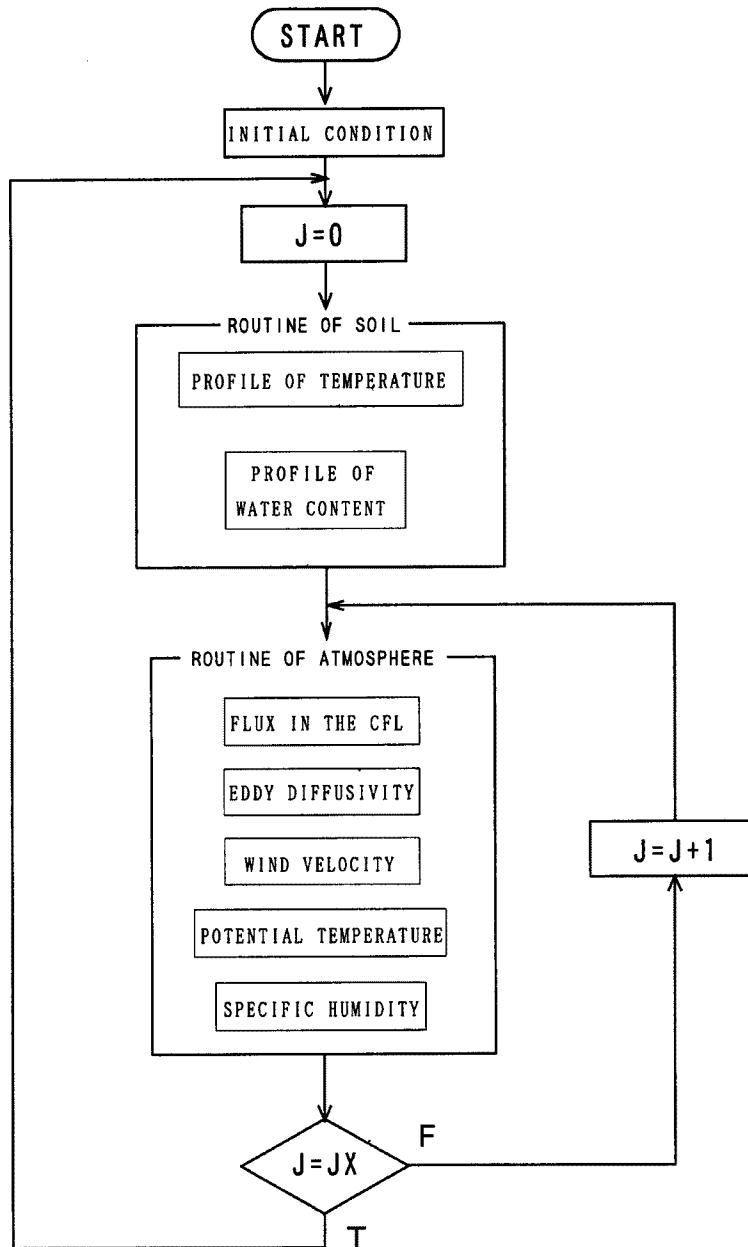 START
INITIAL CONDITION
J=0
ROUTINE OF SOIL
PROFILE OF TEMPERATURE
PROFILE OF
WATER CONTENT
ROUTINE OF ATMOSPHERE
FLUX IN THE CFL
EDDY DIFFUSIVITY
WIND VELOCITY
J=J+1
POTENTIAL TEMPERATURE
SPECIFIC HUMIDITY
F
J=JX
T